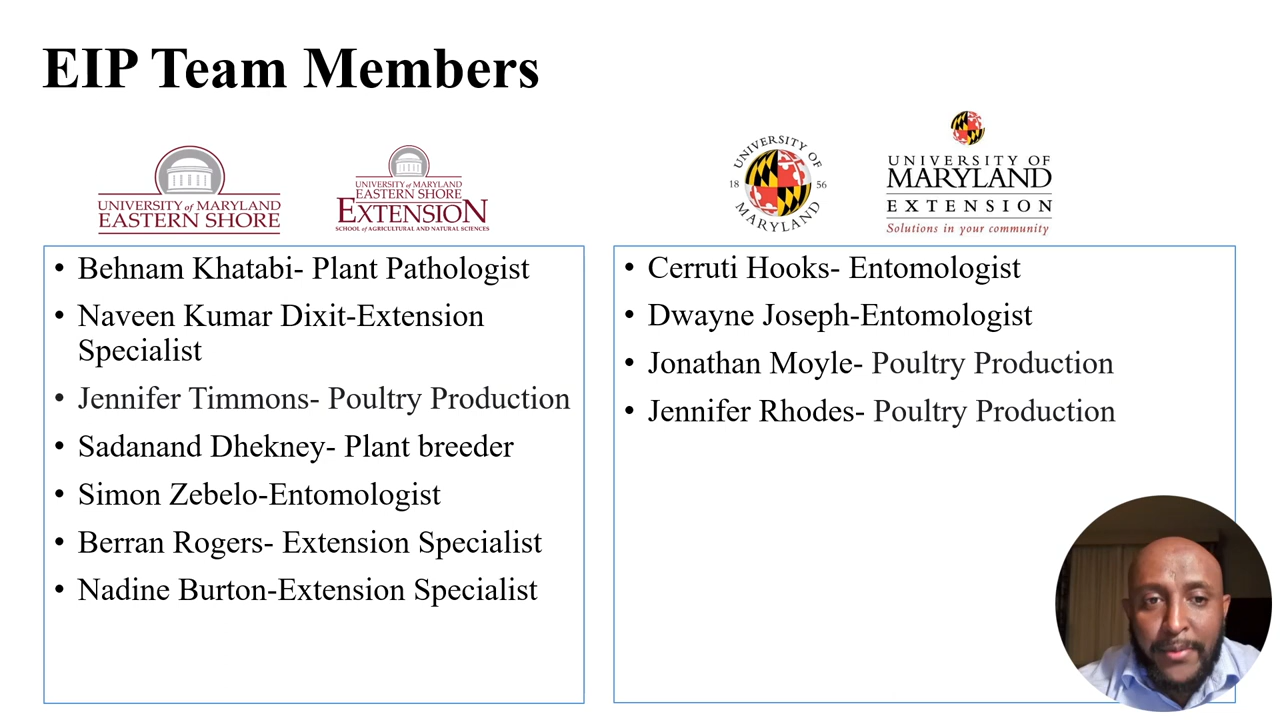 EIP Team Members
UNIVERSITY of MARYLAND
EASTERN SHORE
UNIVERSITY of MARYLAND
EASTERN SHORE
EXTENSION
SCHOOL of AGRICULTURAL AND NATURAL SCIENCES
UNIVERSITY OF
18 56
MARYLAND
UNIVERSITY OF
MARYLAND
EXTENSION
Solutions in your community
• Behnam Khatabi- Plant Pathologist
• Naveen Kumar Dixit-Extension
Specialist
• Jennifer Timmons- Poultry Production
• Sadanand Dhekney- Plant breeder
• Simon Zebelo-Entomologist
• Berran Rogers- Extension Specialist
• Nadine Burton-Extension Specialist
• Cerruti Hooks- Entomologist
• Dwayne Joseph-Entomologist
• Jonathan Moyle- Poultry Production
• Jennifer Rhodes- Poultry Production